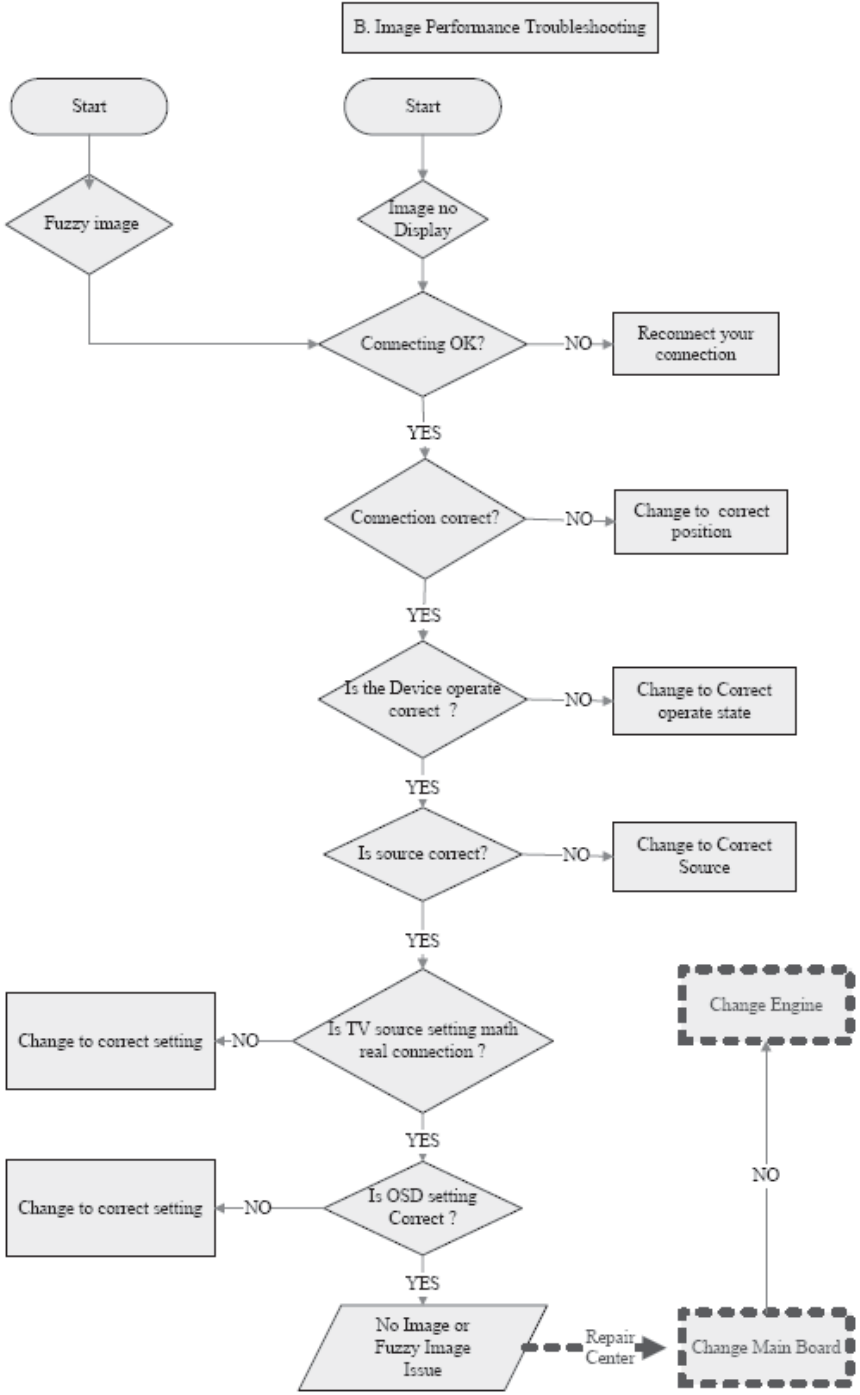 B. Image Performance Troubleshooting
Start
Start
Fuzzy image
Image no
Display
Connecting OK?
NO
Reconnect your
connection
YES
Connection correct?
NO
Change to correct
position
YES
Is the Device operate
correct ?
NO
Change to Correct
operate state
YES
Is source correct?
NO
Change to Correct
Source
YES
Is TV source setting math
real connection ?
NO
Change to correct setting
Change Engine
YES
NO
Is OSD setting
Correct ?
NO
Change to correct setting
YES
No Image or
Fuzzy Image
Issue
Repair
Center
Change Main Board